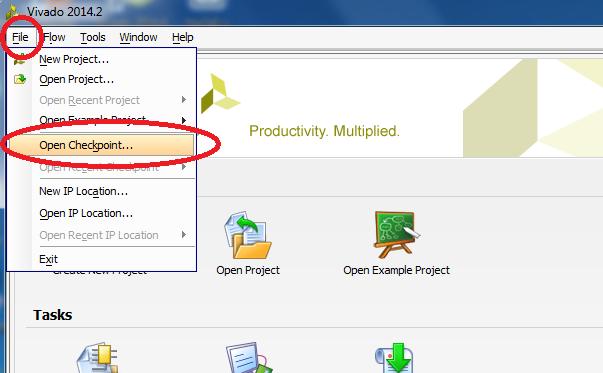 Vivado 2014.2
File Flow Tools Window Help
New Project...
Open Project...
Open Recent Project
Open Example Project
Open Checkpoint...
Open Recent Checkpoint
New IP Location...
Open IP Location...
Open Recent IP Location
Exit
Productivity. Multiplied.
Create New Project
Open Project
Open Example Project
Tasks